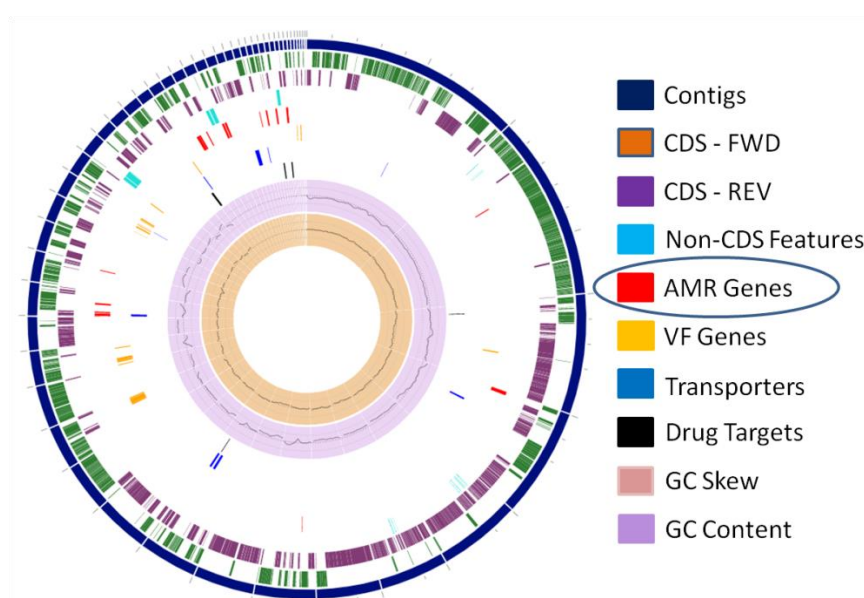 Contigs
CDS - FWD
CDS - REV
Non-CDS Features
AMR Genes
VF Genes
Transporters
Drug Targets
GC Skew
GC Content